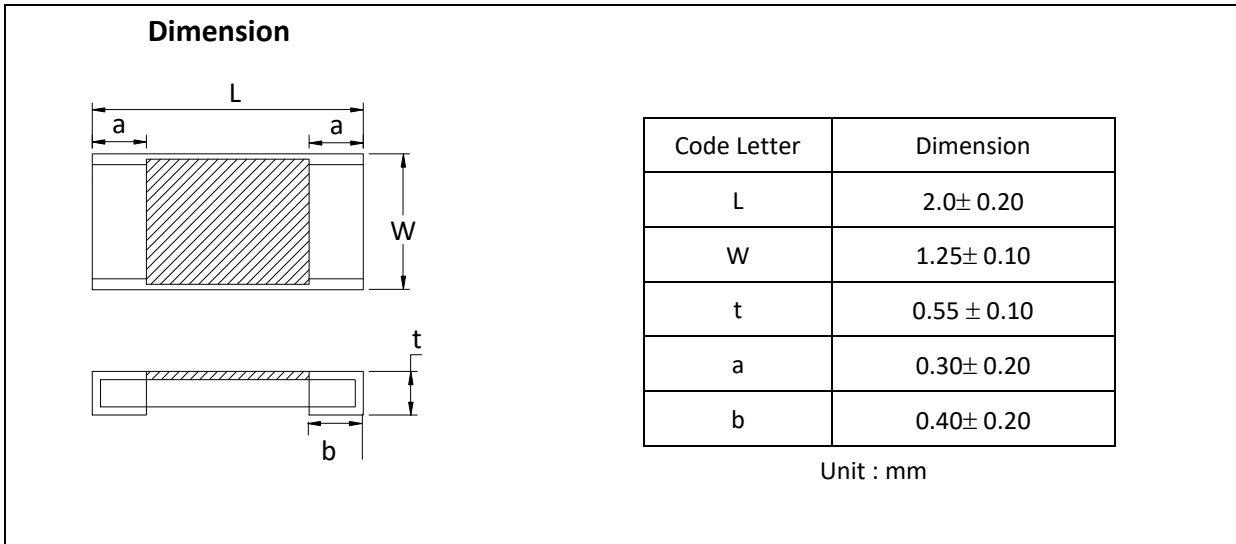 Dimension
L
a a
W
t
b
Code Letter Dimension
L 2.0± 0.20
W 1.25± 0.10
t 0.55 ± 0.10
a 0.30± 0.20
b 0.40± 0.20
Unit : mm